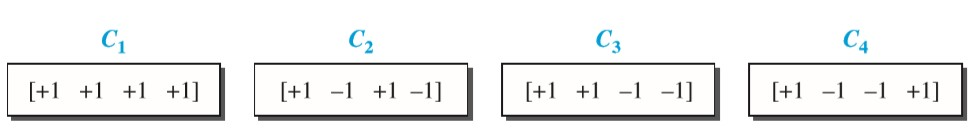 C1 C2 C3 C4
[+1 +1 +1 +1] [+1 –1 +1 –1] [+1 +1 –1 –1] [+1 –1 –1 +1]